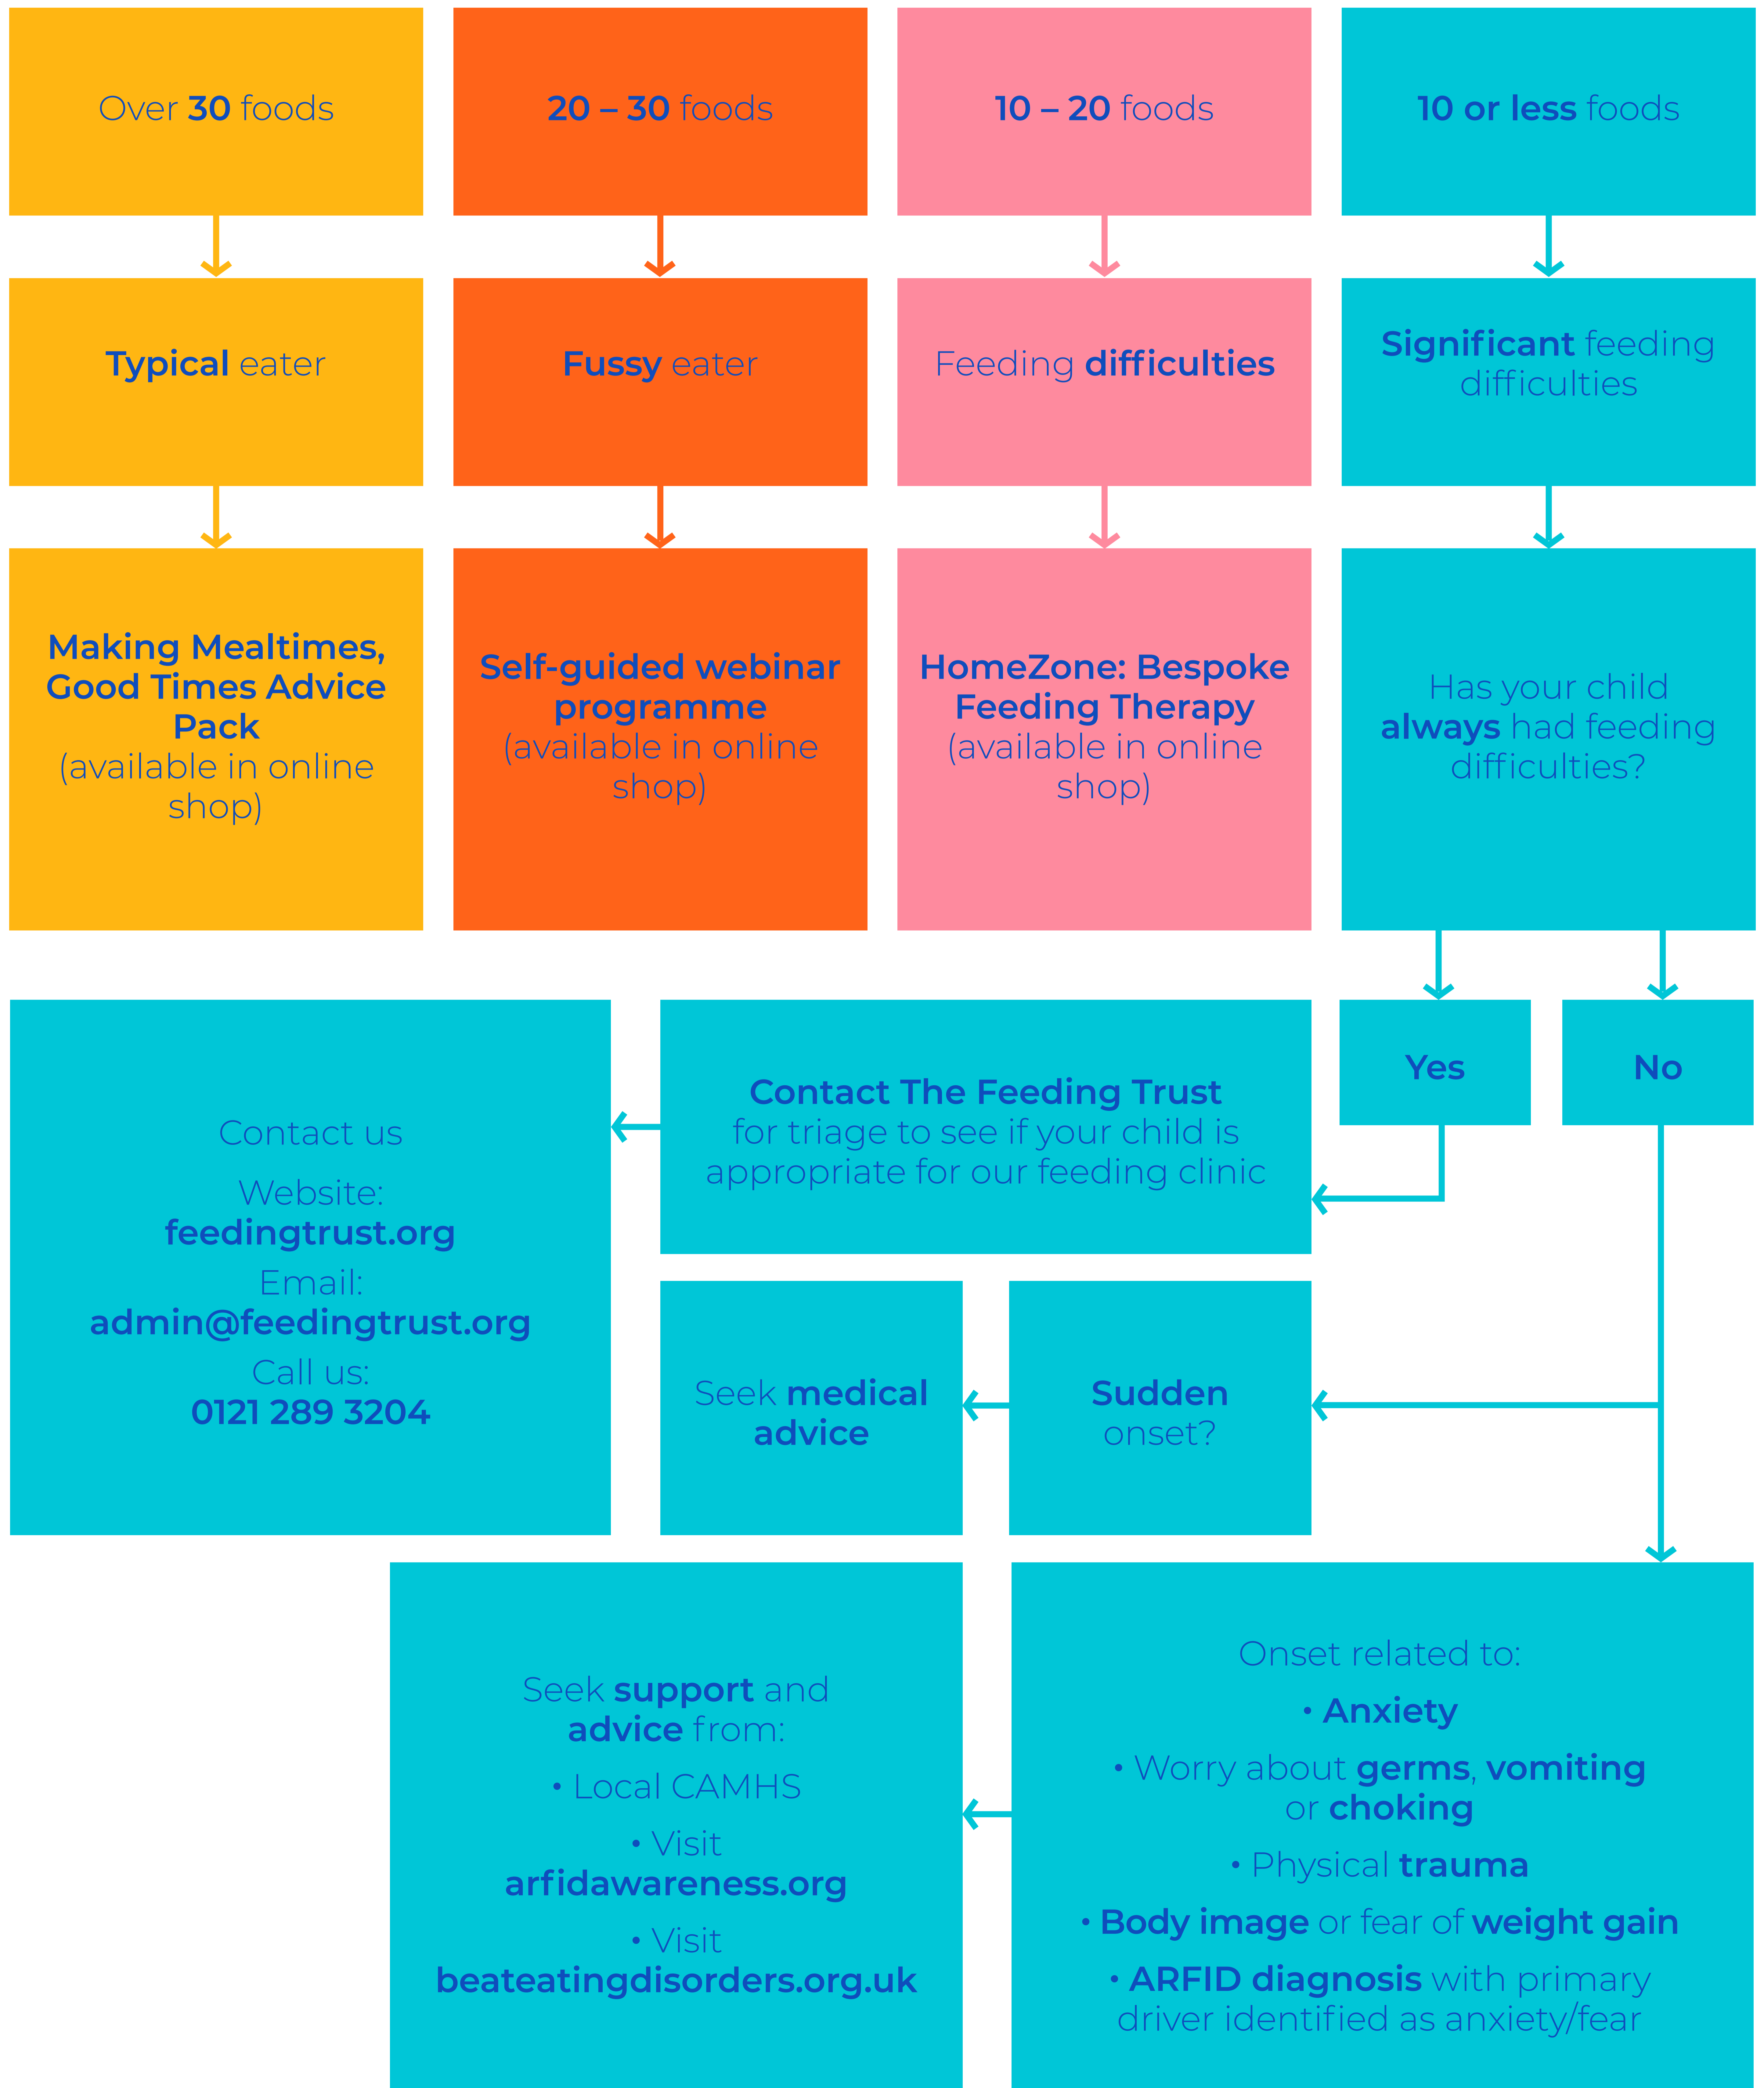 Over 30 foods
20 – 30 foods
10 – 20 foods
10 or less foods
Typical eater
Fussy eater
Feeding difficulties
Significant feeding
difficulties
Making Mealtimes,
Good Times Advice
Pack
(available in online
shop)
Self-guided webinar
programme
(available in online
shop)
HomeZone: Bespoke
Feeding Therapy
(available in online
shop)
Has your child
always had feeding
difficulties?
Yes
No
Contact The Feeding Trust
for triage to see if your child is
appropriate for our feeding clinic
Contact us
Website:
feedingtrust.org
Email:
admin@feedingtrust.org
Call us:
0121 289 3204
Sudden
onset?
Seek medical
advice
Onset related to:
• Anxiety
• Worry about germs, vomiting
or choking
• Physical trauma
• Body image or fear of weight gain
• ARFID diagnosis with primary
driver identified as anxiety/fear
Seek support and
advice from:
• Local CAMHS
• Visit
arfidawareness.org
• Visit
beateatingdisorders.org.uk